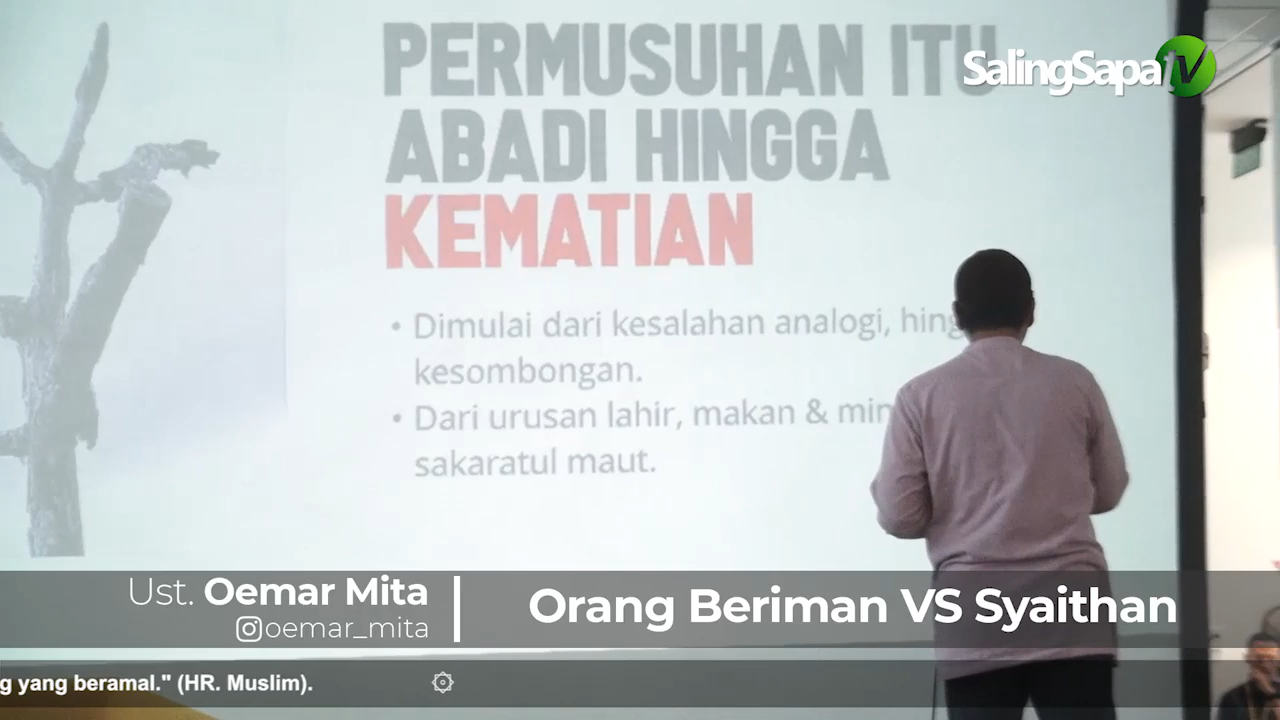 PERMUSUHAN ITU
SalingSapa TV
ABADI HINGGA
KEMATIAN
• Dimulai dari kesalahan analogi,
kesombongan.
• Dari urusan lahir, makan &
sakaratul maut.
Ust. Oemar Mita
oemar_mita
Orang Beriman VS Syaithan
yang beramal." (HR. Muslim).